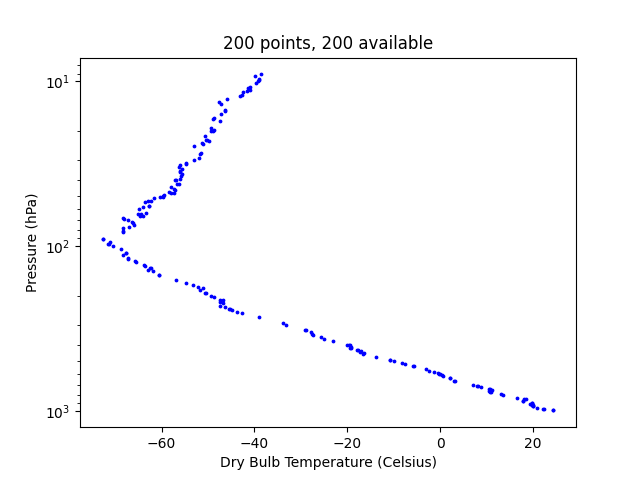 200 points, 200 available
10¹
10²
10³
Pressure (hPa)
−60
−40
−20
0
20
Dry Bulb Temperature (Celsius)